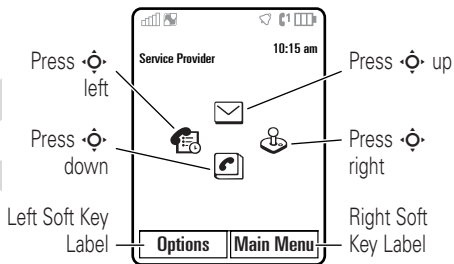 10:15 am
Service Provider
Press left
Press up
Press down
Press right
Left Soft Key
Label
Options
Main Menu
Right Soft
Key Label